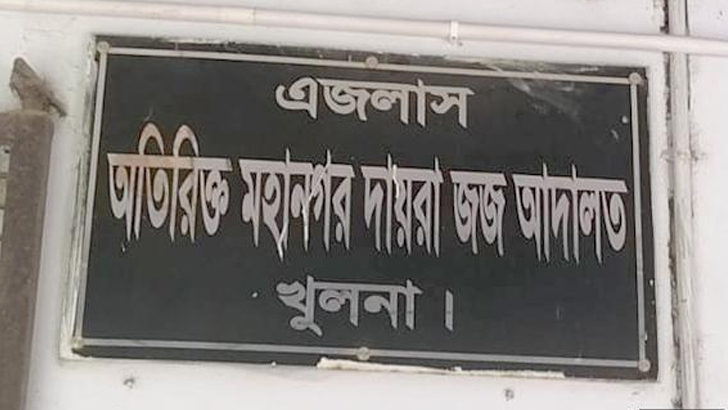 এজলাস
অতিরিক্ত মহানগর দায়রা জজ আদালত
খুলনা ।